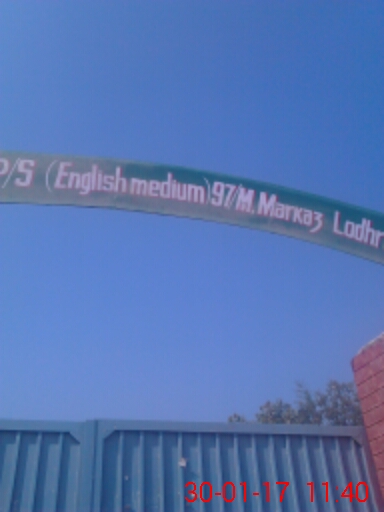 P/S (English medium) 97/M. Markaz Lodhr
30-01-17 11.40